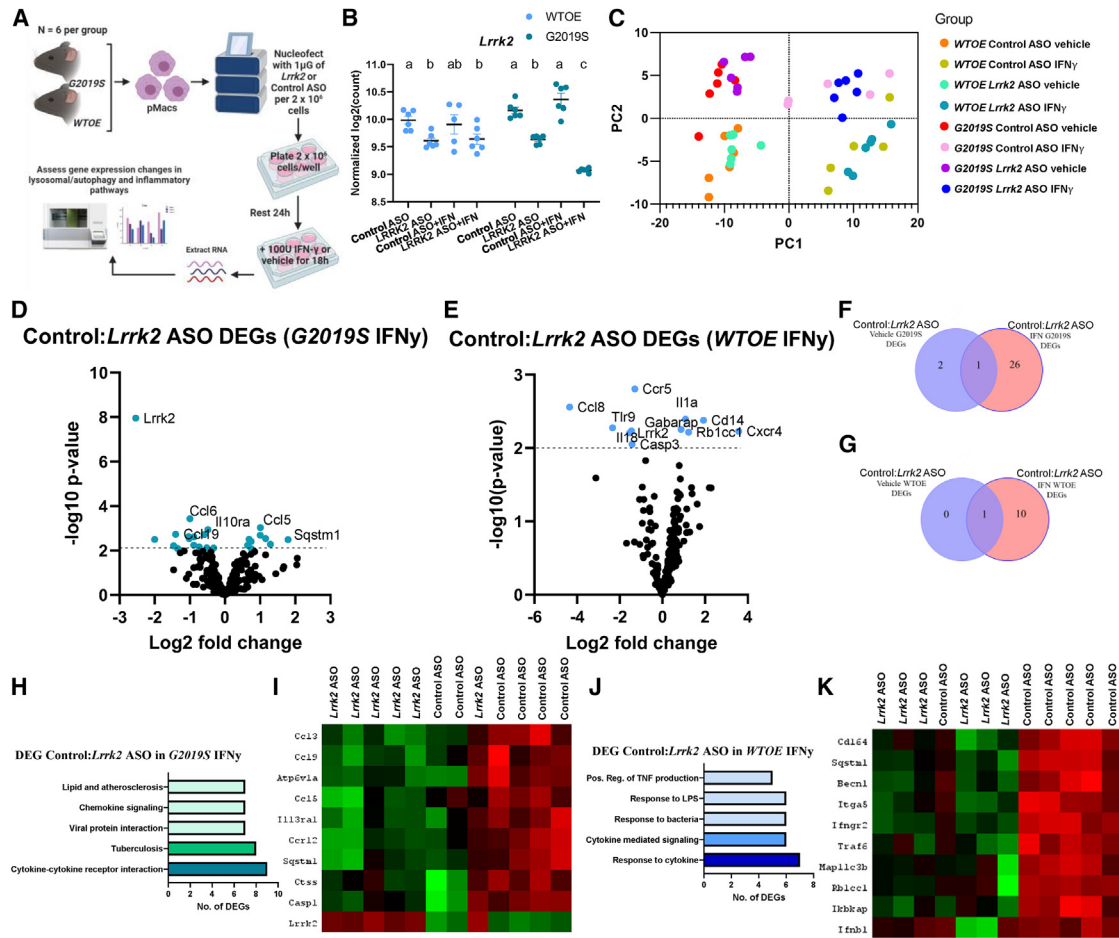 A
N = 6 per group
G2019S
WTOE
pMacs
Nucleofect
with 1µG of
Lrrk2 or
Control ASO
per 2 x 10⁶
cells
Plate 2 x 10⁶
cells/well
Rest 24h
+ 100U IFN-γ or
vehicle for 18h
Extract RNA
Assess gene expression changes in
lysosomal/autophagy and inflammatory
pathways
B
WTOE
G2019S
Lrrk2
a b ab b a b a c
Normalized log2(count)
11.0
10.5
10.0
9.5
9.0
8.5
Control ASO
LRRK2 ASO
Control ASO+IFN
LRRK2 ASO+IFN
Control ASO
LRRK2 ASO
Control ASO+IFN
LRRK2 ASO+IFN
C
PC2
10
5
0
-5
-10
-20 -10 0 10 20
PC1
Group
WTOE Control ASO vehicle
WTOE Control ASO IFNγ
WTOE Lrrk2 ASO vehicle
WTOE Lrrk2 ASO IFNγ
G2019S Control ASO vehicle
G2019S Control ASO IFNγ
G2019S Lrrk2 ASO vehicle
G2019S Lrrk2 ASO IFNγ
D
Control:Lrrk2 ASO DEGs (G2019S IFNy)
-log10 p-value
10
8
6
4
2
0
-3 -2 -1 0 1 2 3
Log2 fold change
Lrrk2
Ccl6
Il10ra
Ccl5
Ccl19
Sqstm1
E
Control:Lrrk2 ASO DEGs (WTOE IFNy)
-log10(p-value)
3
2
1
0
-6 -4 -2 0 2 4
Log2 fold change
Ccr5
Ccl8
Il1a
Tlr9
Gabarap
Cd14
Il18
Lrrk2
Rb1cc1
Cxcr4
Casp3
F
Control:Lrrk2 ASO
Vehicle G2019S
DEGs
Control:Lrrk2 ASO
IFN G2019S
DEGs
2 1 26
G
Control:Lrrk2 ASO
Vehicle WTOE
DEGs
Control:Lrrk2 ASO
IFN WTOE
DEGs
0 1 10
H
DEG Control:Lrrk2 ASO in G2019S IFNy
Lipid and atherosclerosis
Chemokine signaling
Viral protein interaction
Tuberculosis
Cytokine-cytokine receptor interaction
0 2 4 6 8 10
No. of DEGs
I
Lrrk2 ASO
Lrrk2 ASO
Lrrk2 ASO
Lrrk2 ASO
Lrrk2 ASO
Control ASO
Control ASO
Lrrk2 ASO
Control ASO
Control ASO
Control ASO
Control ASO
Ccl3
Ccl9
Atp6v1a
Ccl5
Il13ra1
Ccrl2
Sqstm1
Ctss
Casp1
Lrrk2
J
DEG Control:Lrrk2 ASO in WTOE IFNy
Pos. Reg. of TNF production
Response to LPS
Response to bacteria
Cytokine mediated signaling
Response to cytokine
0 2 4 6 8
No. of DEGs
K
Lrrk2 ASO
Lrrk2 ASO
Lrrk2 ASO
Control ASO
Lrrk2 ASO
Lrrk2 ASO
Lrrk2 ASO
Control ASO
Control ASO
Control ASO
Control ASO
Control ASO
Cd164
Sqstm1
Becn1
Itga5
Ifngr2
Traf6
Map1lc3b
Rb1cc1
Ikbkap
Ifnb1